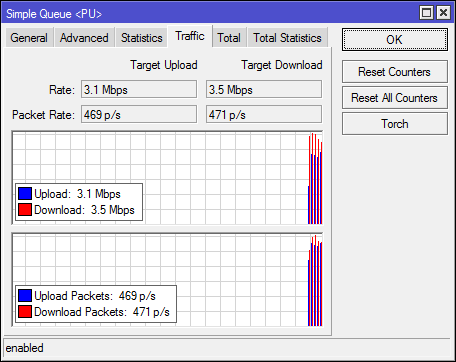 Simple Queue <PU>
General Advanced Statistics Traffic Total Total Statistics
Target Upload Target Download
Rate: 3.1 Mbps 3.5 Mbps
Packet Rate: 469 p/s 471 p/s
Upload: 3.1 Mbps
Download: 3.5 Mbps
Upload Packets: 469 p/s
Download Packets: 471 p/s
OK
Reset Counters
Reset All Counters
Torch
enabled